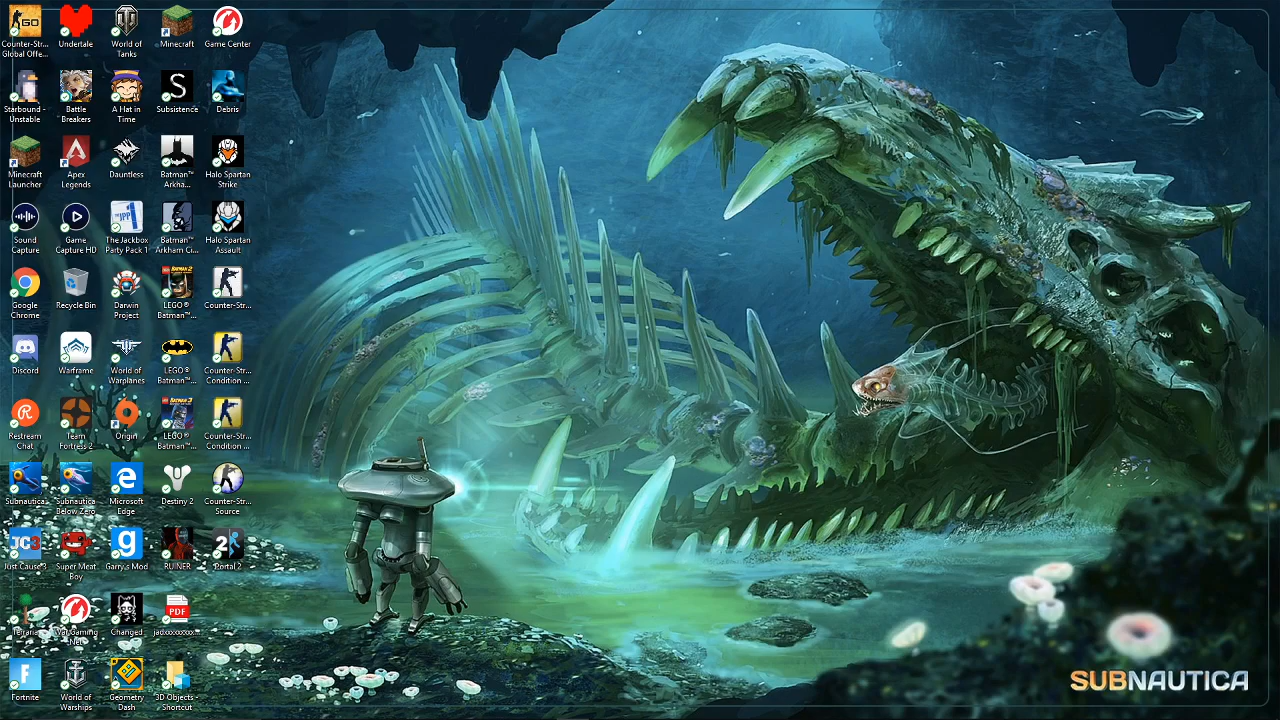 Counter-Str...
Global Offe...
Undertale
World of
Tanks
Minecraft
Game Center
Starbound -
Unstable
Battle
Breakers
A Hat in
Time
Subsistence
Debris
Minecraft
Launcher
Apex
Legends
Dauntless
Batman™
Arkha...
Halo Spartan
Strike
Sound
Capture
Game
Capture HD
The Jackbox
Party Pack 1
Batman™
Arkham Ci...
Halo Spartan
Assault
Google
Chrome
Recycle Bin
Darwin
Project
LEGO®
Batman™...
Counter-Str...
Discord
Warframe
World of
Warplanes
LEGO®
Batman™...
Counter-Str...
Condition ...
Restream
Chat
Team
Fortress 2
Origin
LEGO®
Batman™...
Counter-Str...
Condition ...
Subnautica
Subnautica
Below Zero
Microsoft
Edge
Destiny 2
Counter-Str...
Source
Just Cause 3
Super Meat
Boy
Garry's Mod
RUINER
Portal 2
Terraria
WarGaming
.Net
Changed
jadxxxxxxx...
Fortnite
World of
Warships
Geometry
Dash
3D Objects -
Shortcut
SUBNAUTICA